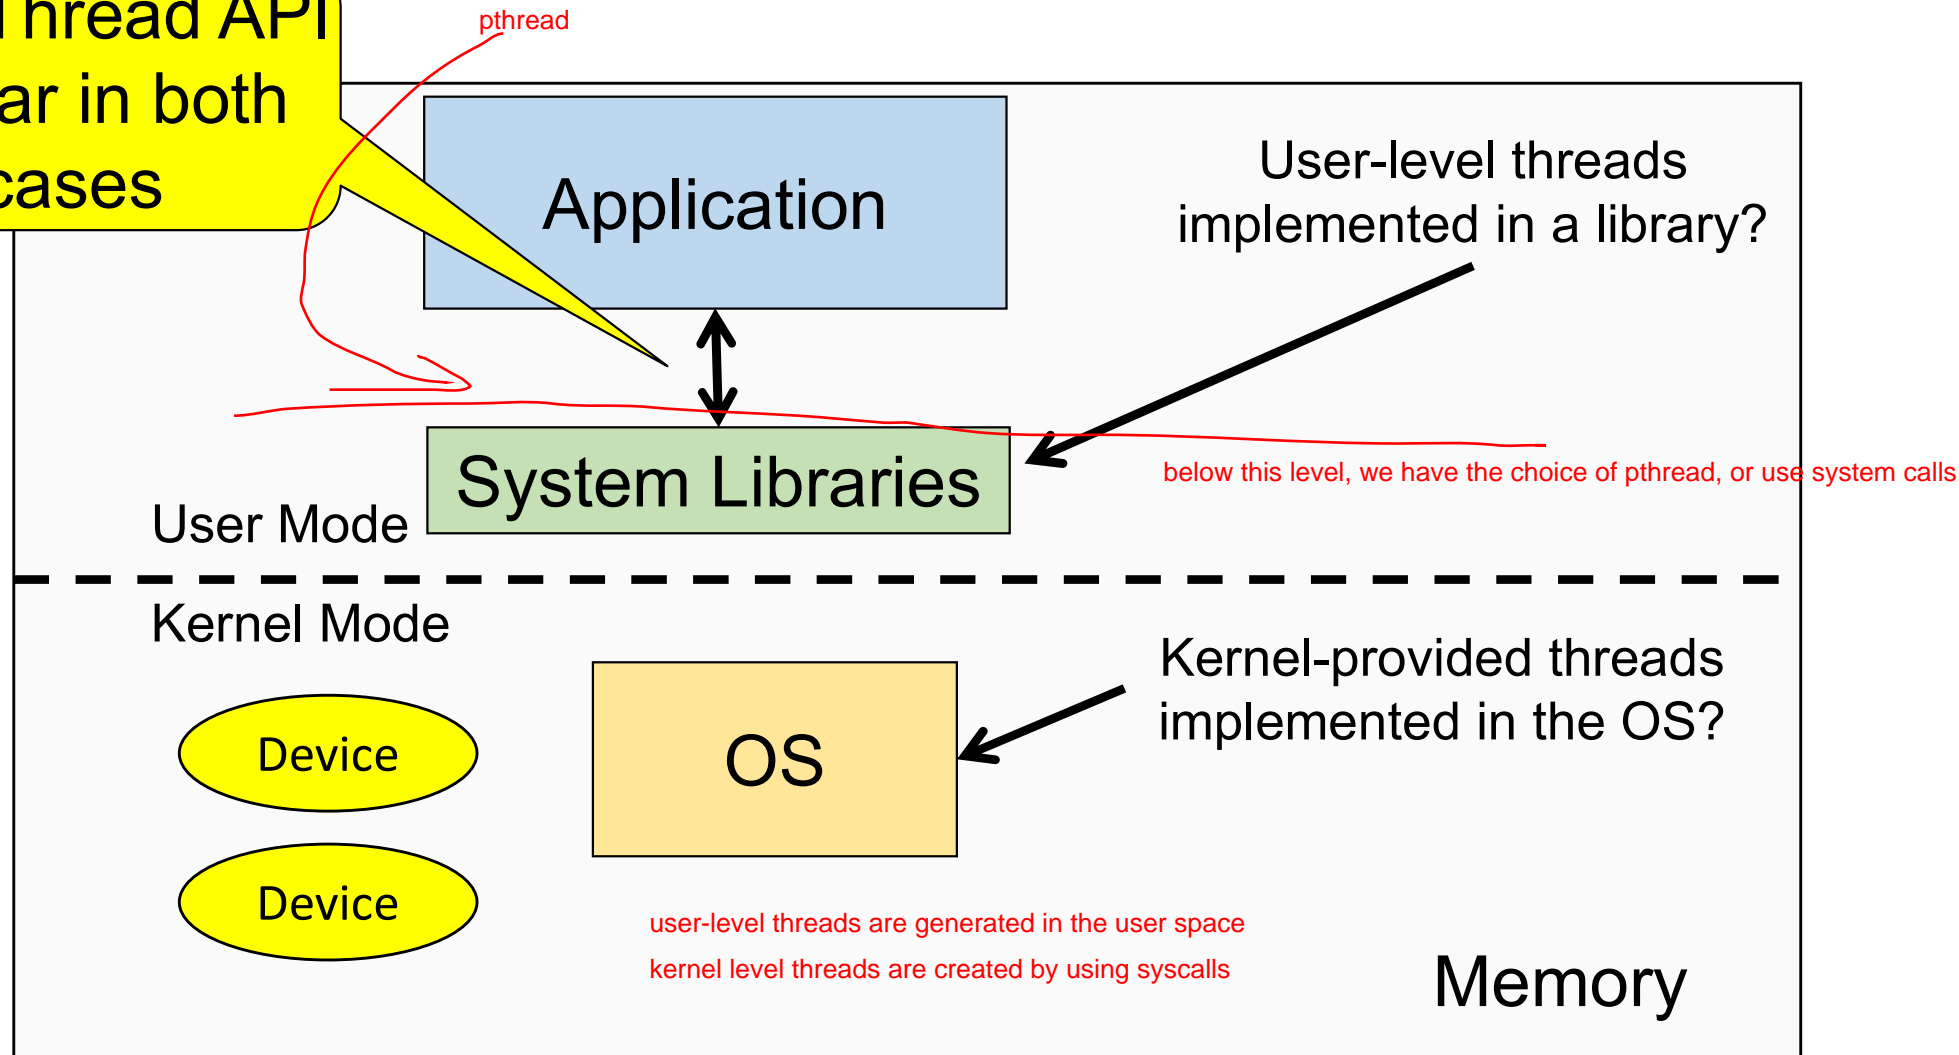 Thread API
ar in both
cases
pthread
Application
User-level threads
implemented in a library?
System Libraries
below this level, we have the choice of pthread, or use system calls
User Mode
Kernel Mode
Kernel-provided threads
implemented in the OS?
Device
OS
Device
user-level threads are generated in the user space
kernel level threads are created by using syscalls
Memory